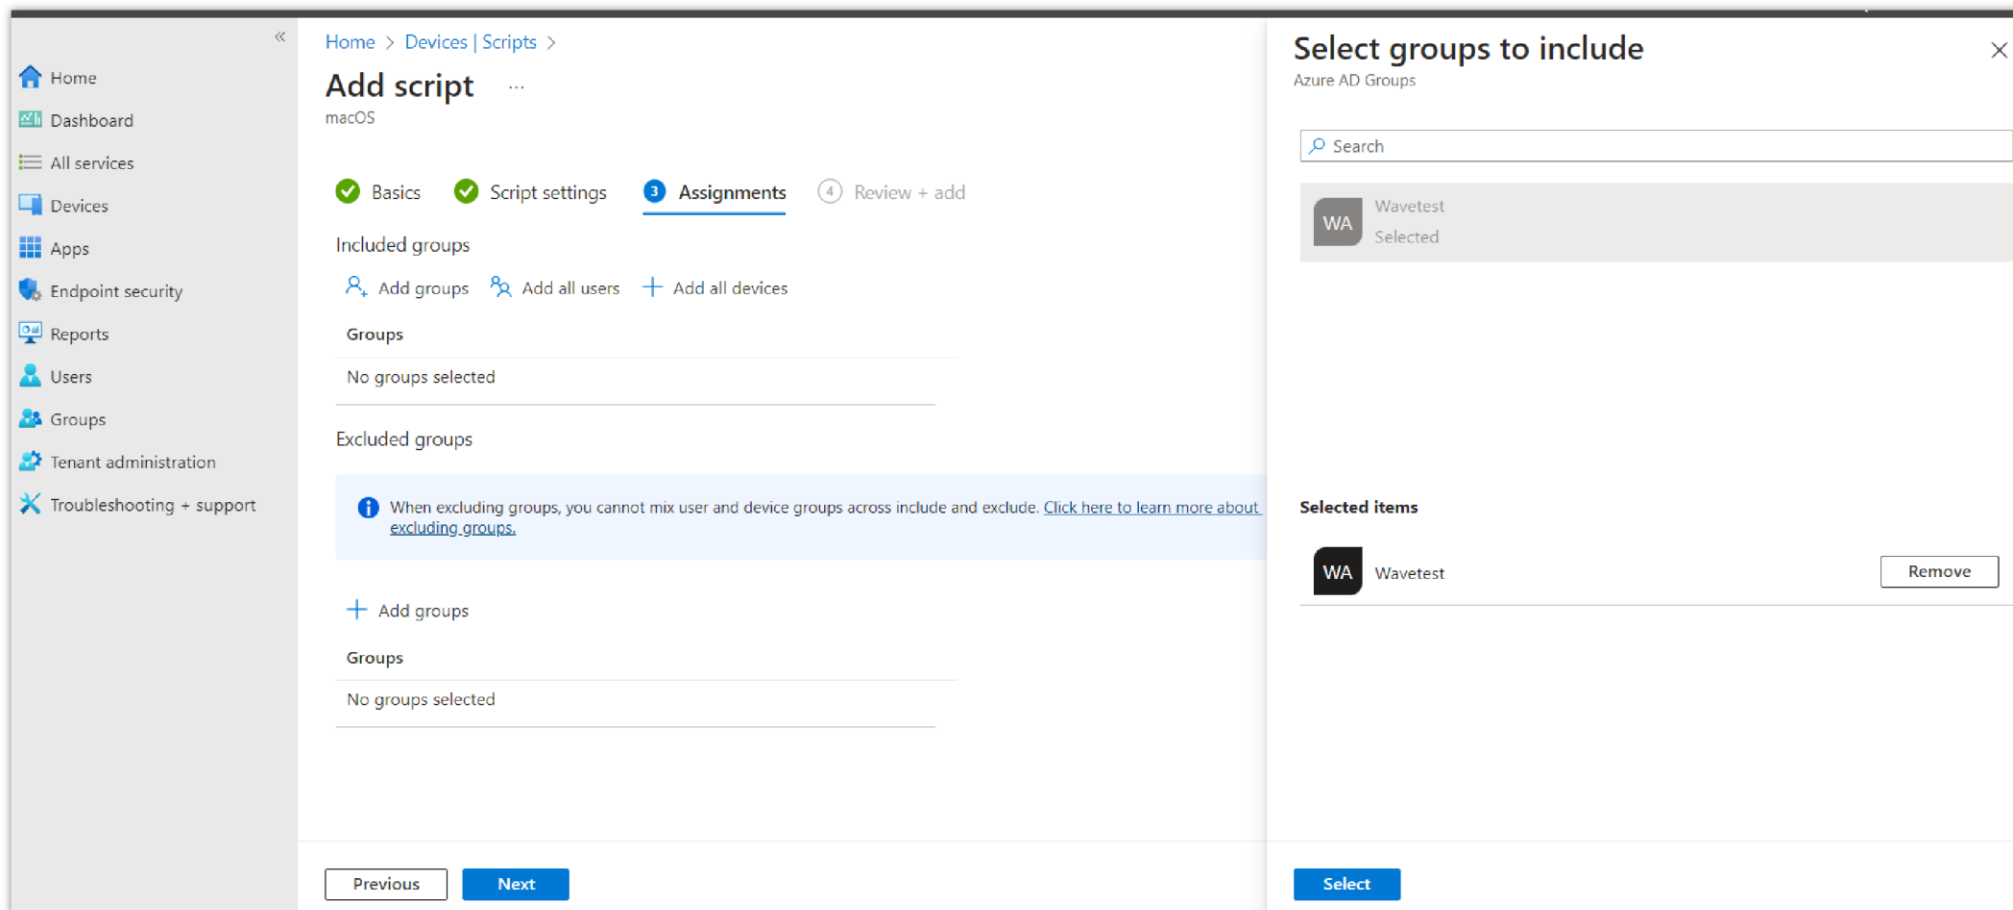 «
Home
Dashboard
All services
Devices
Apps
Endpoint security
Reports
Users
Groups
Tenant administration
Troubleshooting + support
Home > Devices | Scripts >
Add script ...
macOS
Basics Script settings 3 Assignments 4 Review + add
Included groups
Add groups Add all users Add all devices
Groups
No groups selected
Excluded groups
When excluding groups, you cannot mix user and device groups across include and exclude. Click here to learn more about
excluding groups.
Add groups
Groups
No groups selected
Previous Next
Select groups to include
Azure AD Groups
Search
WA Wavetest
Selected
Selected items
WA Wavetest Remove
Select